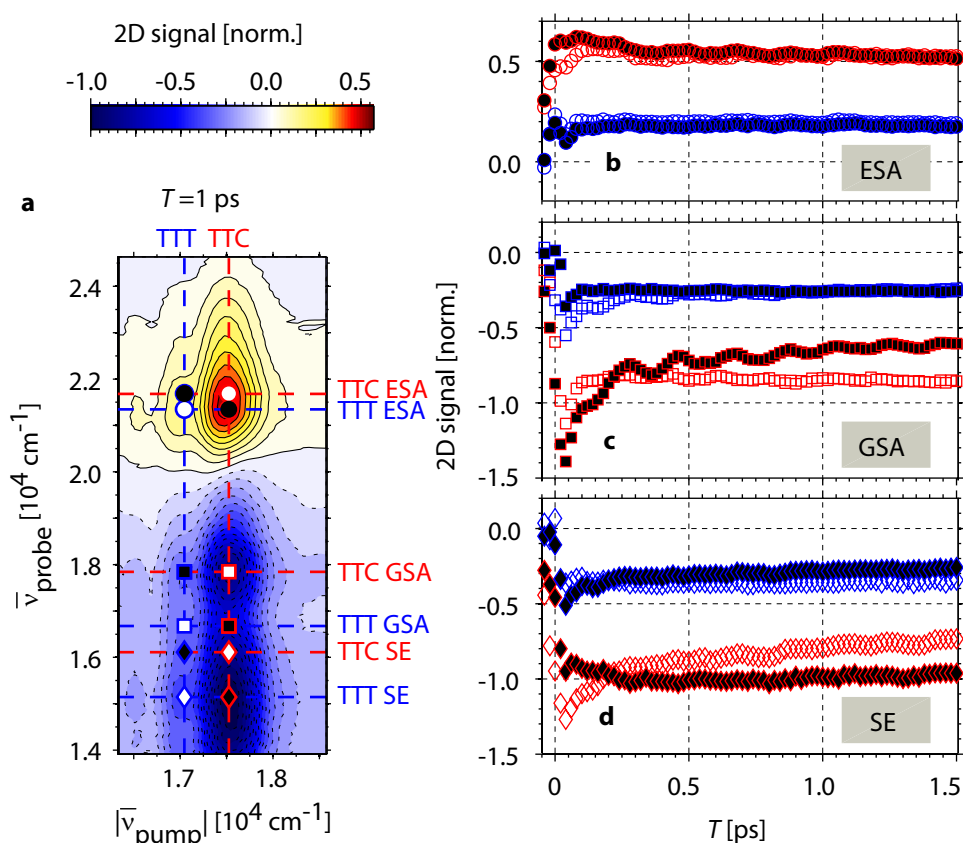 2D signal [norm.]
-1.0 -0.5 0.0 0.5
a
T =1 ps
TTT TTC
2.4
2.2
2.0
1.8
1.6
1.4
ν̅probe [10⁴ cm⁻¹]
TTC ESA
TTT ESA
TTC GSA
TTT GSA
TTC SE
TTT SE
1.7 1.8
|ν̅pump| [10⁴ cm⁻¹]
2D signal [norm.]
0.5
0.0
b
ESA
0.0
-0.5
-1.0
-1.5
c
GSA
0.0
-0.5
-1.0
-1.5
d
SE
0 0.5 1.0 1.5
T [ps]